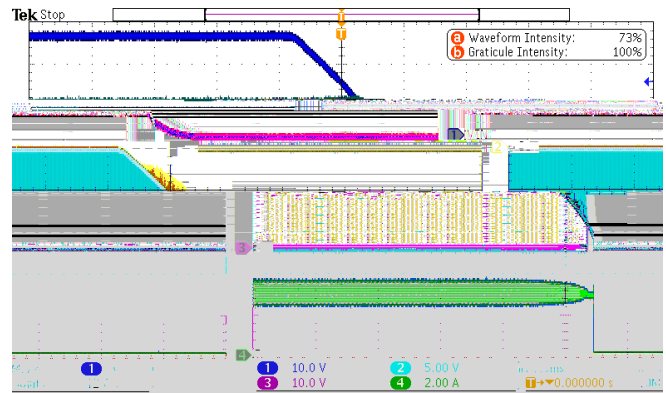 Tek Stop
T
T
a Waveform Intensity: 73%
b Graticule Intensity: 100%
1
2
3
4
1 10.0 V 2 5.00 V
3 10.0 V 4 2.00 A T→▼0.000000 s
1